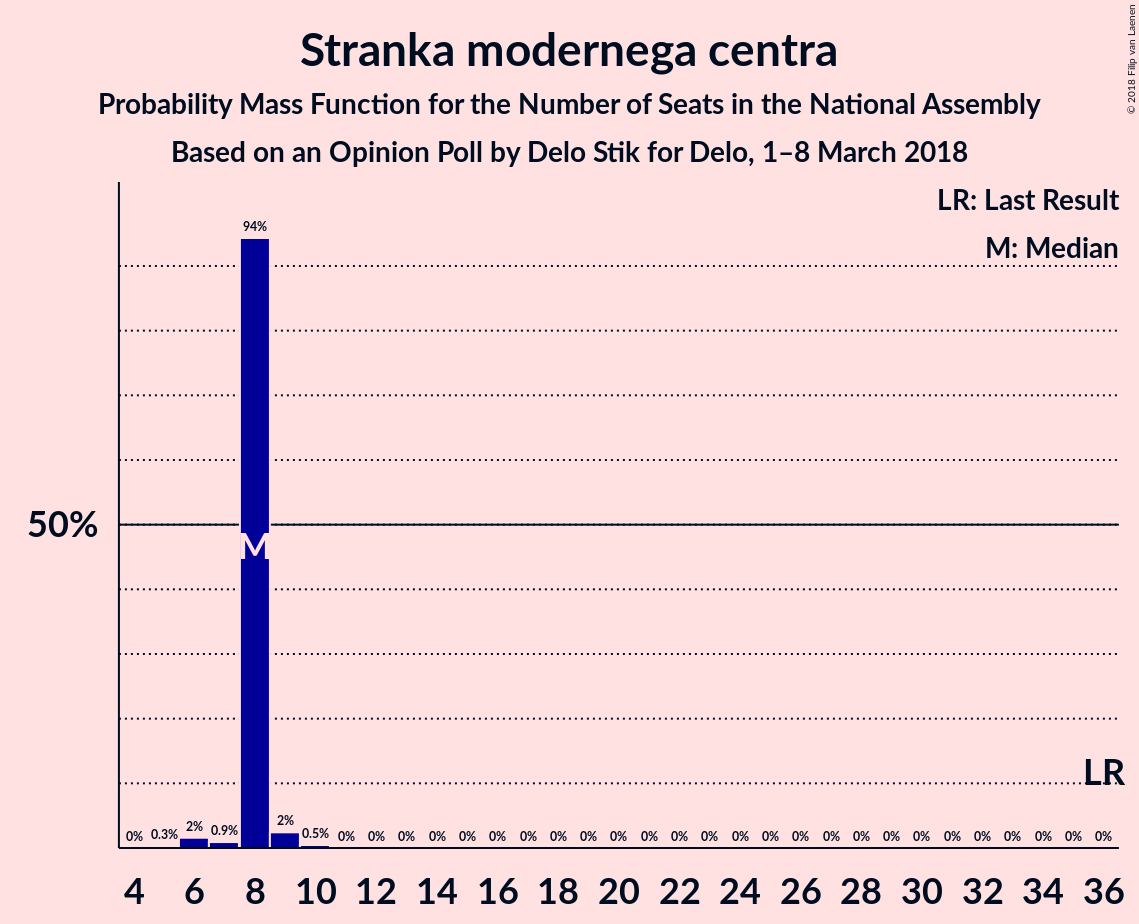 © 2018 Filip van Laenen
Stranka modernega centra
Probability Mass Function for the Number of Seats in the National Assembly
Based on an Opinion Poll by Delo Stik for Delo, 1–8 March 2018
LR: Last Result
M: Median
94%
50%
M
LR
0% 0.3% 2% 0.9% 2% 0.5% 0% 0% 0% 0% 0% 0% 0% 0% 0% 0% 0% 0% 0% 0% 0% 0% 0% 0% 0% 0% 0% 0% 0% 0% 0% 0%
4 6 8 10 12 14 16 18 20 22 24 26 28 30 32 34 36